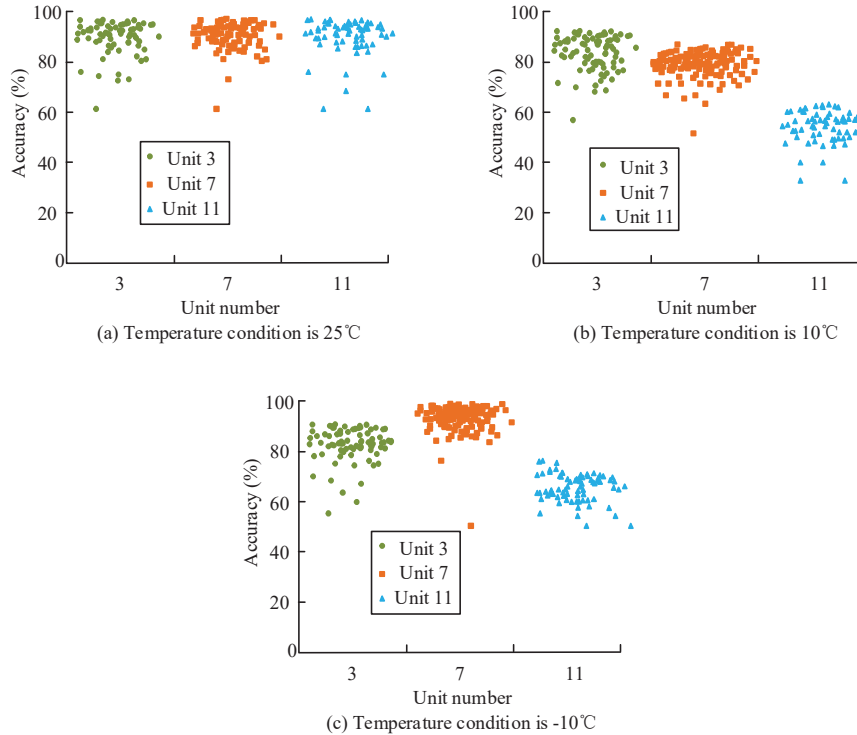 100
80
60
40
20
0
Accuracy (%)
Unit 3
Unit 7
Unit 11
3 7 11
Unit number
(a) Temperature condition is 25℃
100
80
60
40
20
0
Accuracy (%)
Unit 3
Unit 7
Unit 11
3 7 11
Unit number
(b) Temperature condition is 10℃
100
80
60
40
20
0
Accuracy (%)
Unit 3
Unit 7
Unit 11
3 7 11
Unit number
(c) Temperature condition is -10℃